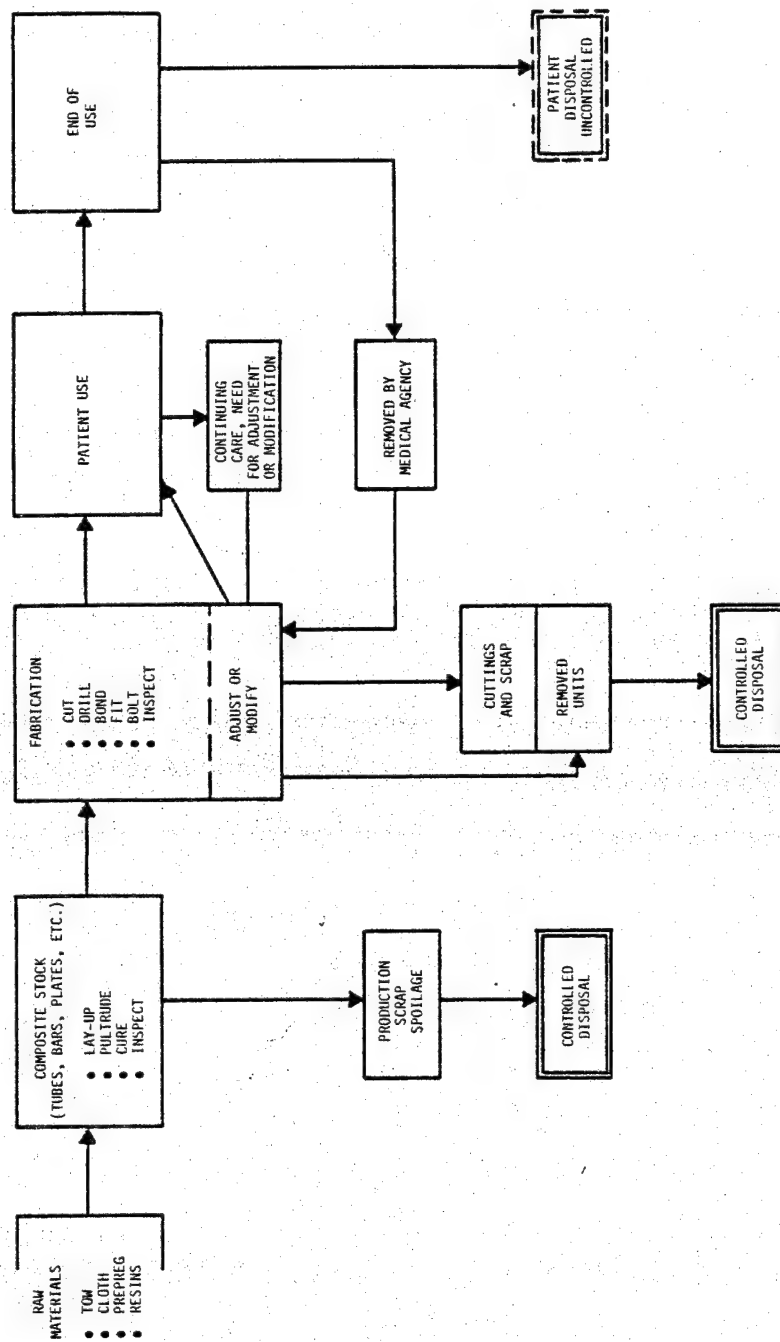 RAW
MATERIALS
• TOW
• CLOTH
• PREPREG
• RESINS
COMPOSITE STOCK
(TUBES, BARS, PLATES, ETC.)
• LAY-UP
• PULTRUDE
• CURE
• INSPECT
PRODUCTION
SCRAP
SPOILAGE
CONTROLLED
DISPOSAL
FABRICATION
• CUT
• DRILL
• BOND
• FIT
• BOLT
• INSPECT
ADJUST OR
MODIFY
CUTTINGS
AND SCRAP
REMOVED
UNITS
CONTROLLED
DISPOSAL
PATIENT USE
CONTINUING
CARE, NEED
FOR ADJUSTMENT
OR MODIFICATION
REMOVED BY
MEDICAL AGENCY
END OF
USE
PATIENT
DISPOSAL
UNCONTROLLED